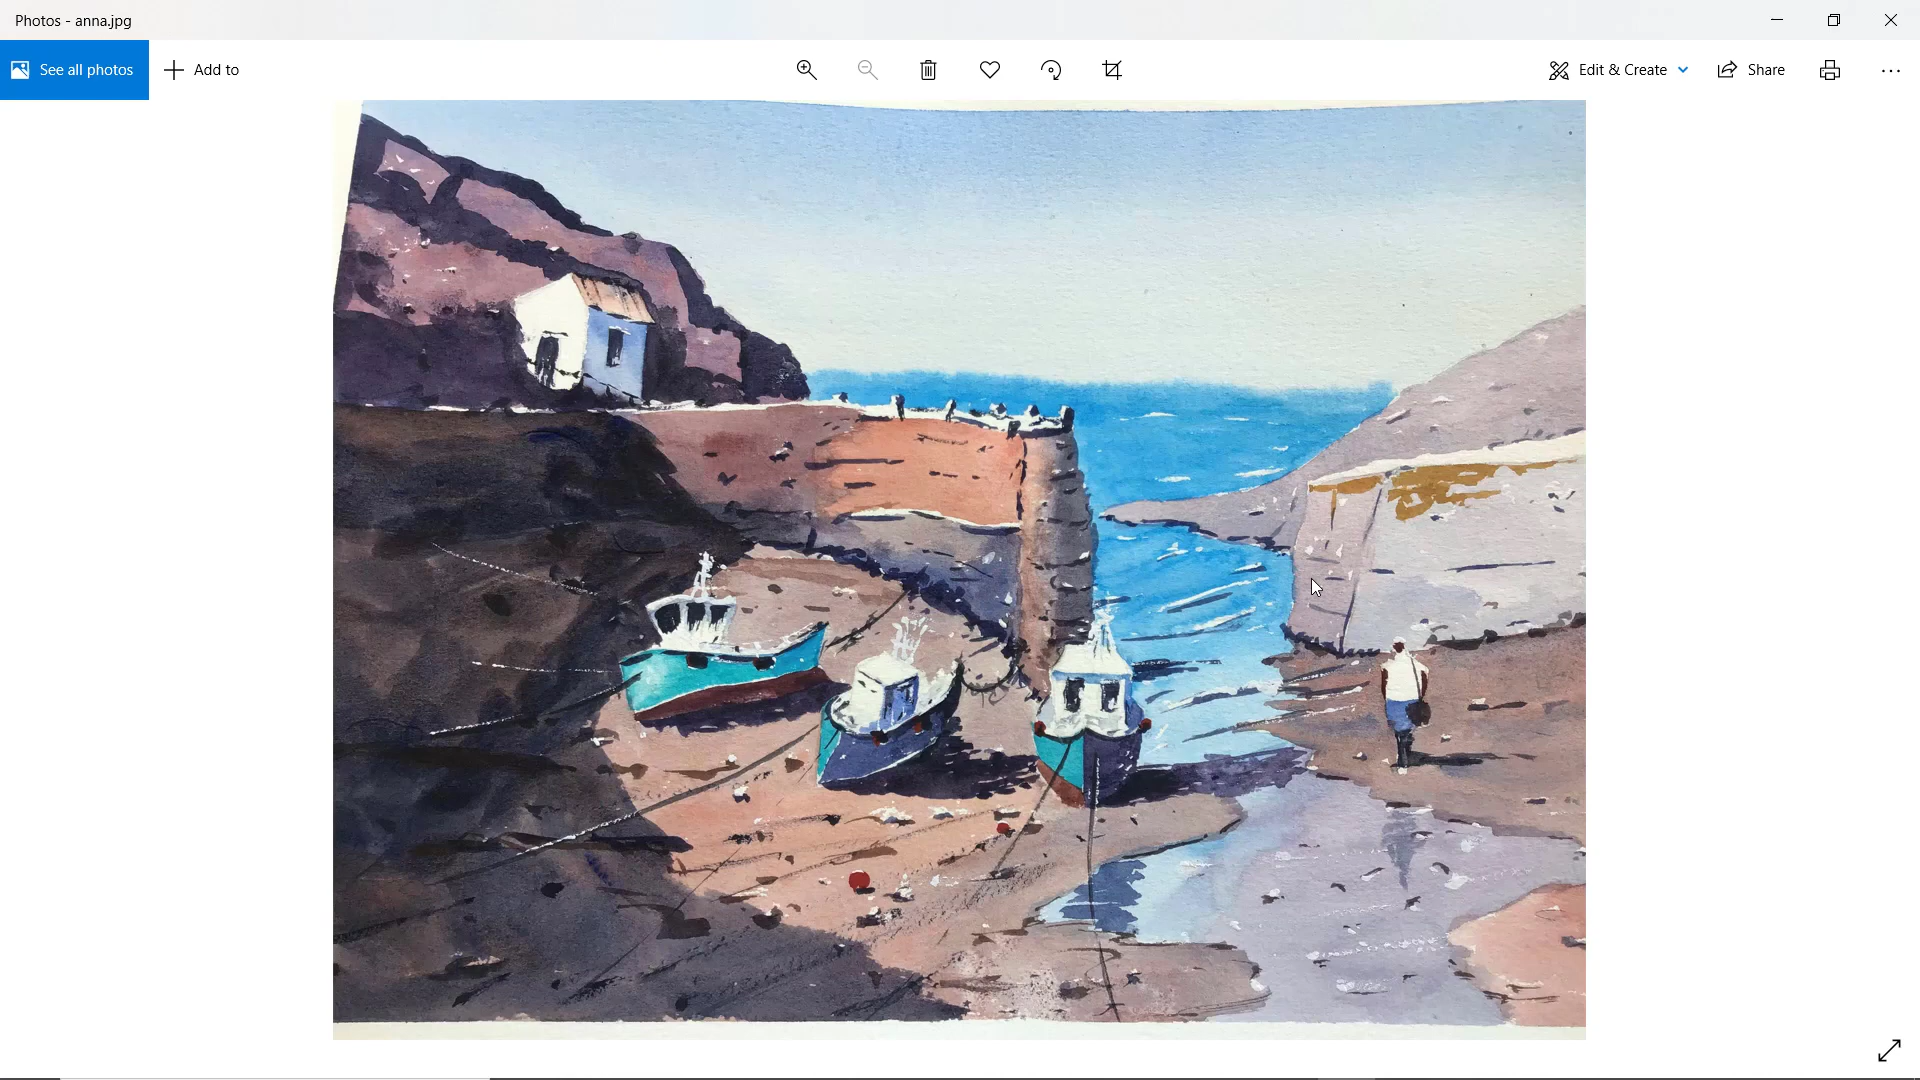 Photos - anna.jpg
See all photos
Add to
Edit & Create
Share